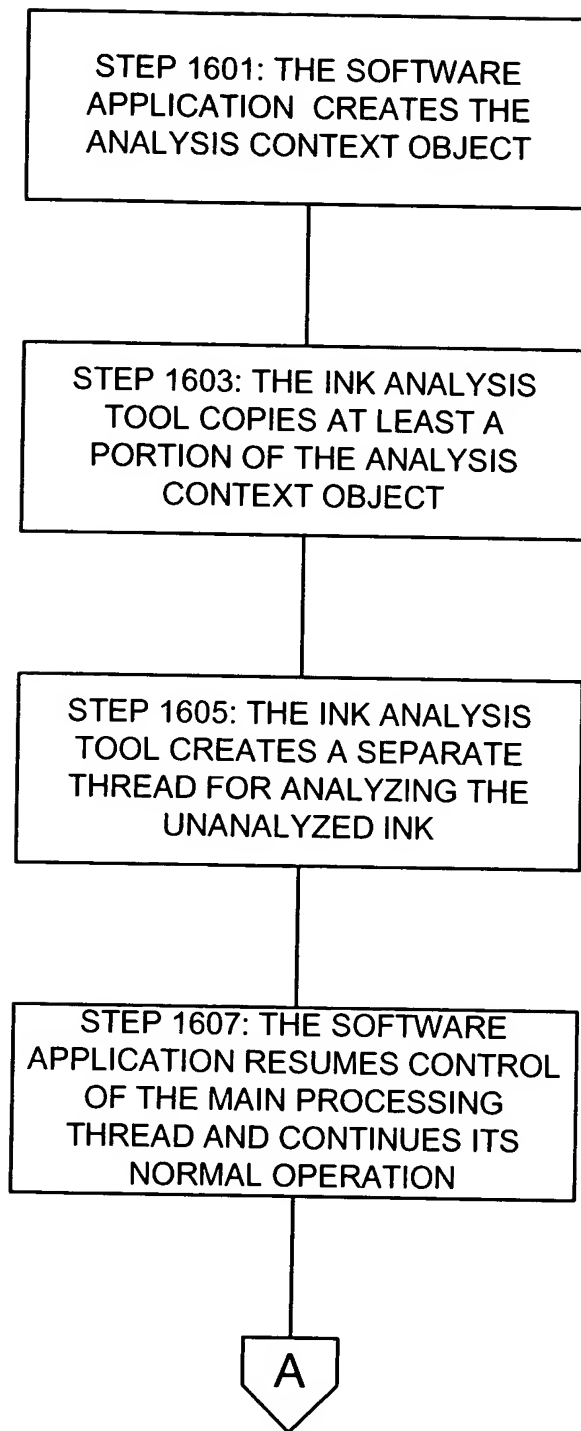 STEP 1601: THE SOFTWARE
APPLICATION CREATES THE
ANALYSIS CONTEXT OBJECT
STEP 1603: THE INK ANALYSIS
TOOL COPIES AT LEAST A
PORTION OF THE ANALYSIS
CONTEXT OBJECT
STEP 1605: THE INK ANALYSIS
TOOL CREATES A SEPARATE
THREAD FOR ANALYZING THE
UNANALYZED INK
STEP 1607: THE SOFTWARE
APPLICATION RESUMES CONTROL
OF THE MAIN PROCESSING
THREAD AND CONTINUES ITS
NORMAL OPERATION
A